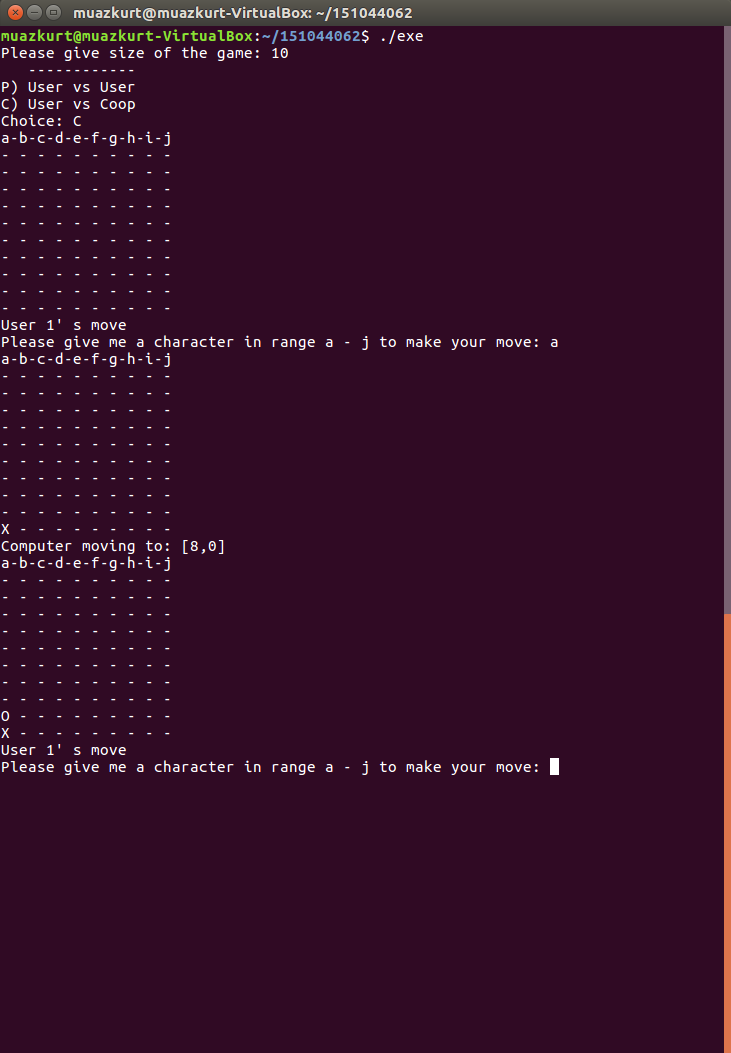 muazkurt@muazkurt-VirtualBox: ~/151044062
muazkurt@muazkurt-VirtualBox:~/151044062$ ./exe
Please give size of the game: 10
   ------------
P) User vs User
C) User vs Coop
Choice: C
a-b-c-d-e-f-g-h-i-j
- - - - - - - - - -
- - - - - - - - - -
- - - - - - - - - -
- - - - - - - - - -
- - - - - - - - - -
- - - - - - - - - -
- - - - - - - - - -
- - - - - - - - - -
- - - - - - - - - -
- - - - - - - - - -
User 1' s move
Please give me a character in range a - j to make your move: a
a-b-c-d-e-f-g-h-i-j
- - - - - - - - - -
- - - - - - - - - -
- - - - - - - - - -
- - - - - - - - - -
- - - - - - - - - -
- - - - - - - - - -
- - - - - - - - - -
- - - - - - - - - -
- - - - - - - - - -
X - - - - - - - - -
Computer moving to: [8,0]
a-b-c-d-e-f-g-h-i-j
- - - - - - - - - -
- - - - - - - - - -
- - - - - - - - - -
- - - - - - - - - -
- - - - - - - - - -
- - - - - - - - - -
- - - - - - - - - -
- - - - - - - - - -
O - - - - - - - - -
X - - - - - - - - -
User 1' s move
Please give me a character in range a - j to make your move: